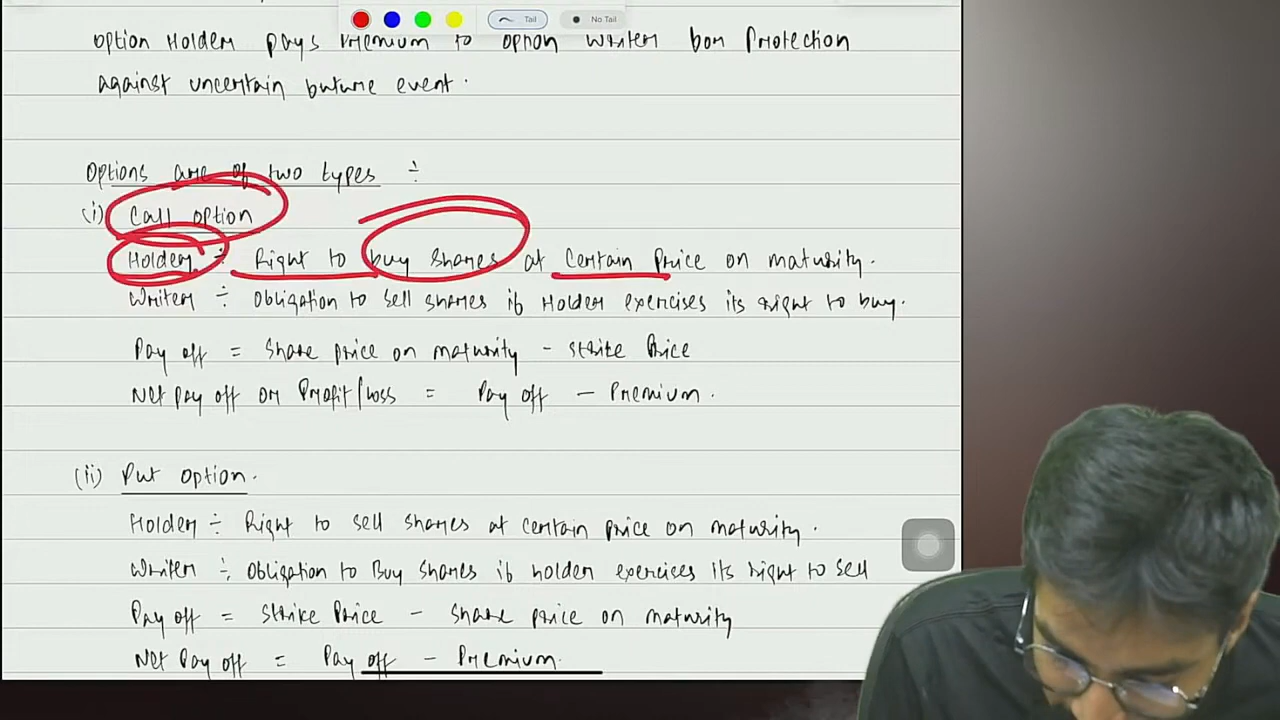 Tail
No Tail
Option Holder pays Premium to option writer for Protection
against uncertain future event.
Options are of two types ÷
(i) Call option
Holder ÷ Right to buy shares at Certain Price on maturity.
Writer ÷ Obligation to sell shares if Holder exercises its right to buy.
Pay off = Share price on maturity - Strike Price
Net Pay off or Profit/Loss = Pay off - Premium.
(ii) Put Option.
Holder ÷ Right to sell shares at certain price on maturity.
Writer ÷ Obligation to Buy shares if holder exercises its right to sell
Pay off = Strike Price - Share price on maturity
Net Pay off = Pay off - Premium.